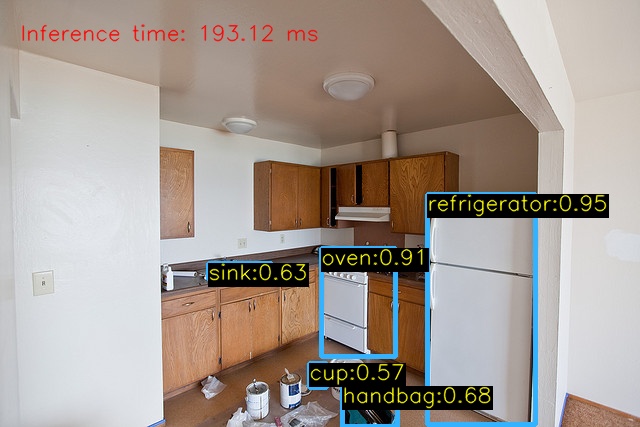 Inference time: 193.12 ms
refrigerator:0.95
oven:0.91
sink:0.63
cup:0.57
handbag:0.68